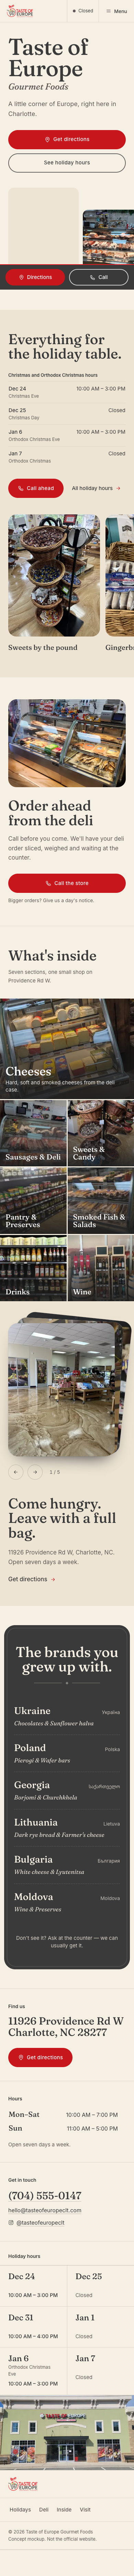 TASTE OF EUROPE
Closed
Menu
Taste of
Europe
Gourmet Foods
A little corner of Europe, right here in
Charlotte.
Get directions
See holiday hours
Directions
Call
Everything for
the holiday table.
Christmas and Orthodox Christmas hours
Dec 24
10:00 AM – 3:00 PM
Christmas Eve
Dec 25
Closed
Christmas Day
Jan 6
10:00 AM – 3:00 PM
Orthodox Christmas Eve
Jan 7
Closed
Orthodox Christmas
Call ahead
All holiday hours →
Sweets by the pound
Gingerb
Order ahead
from the deli
Call before you come. We'll have your deli
order sliced, weighed and waiting at the
counter.
Call the store
Bigger orders? Give us a day's notice.
What's inside
Seven sections, one small shop on
Providence Rd W.
Cheeses
Hard, soft and smoked cheeses from the deli
case.
Sausages & Deli
Sweets &
Candy
Pantry &
Preserves
Smoked Fish &
Salads
Drinks
Wine
← → 1 / 5
Come hungry.
Leave with a full
bag.
11926 Providence Rd W, Charlotte, NC.
Open seven days a week.
Get directions →
The brands you
grew up with.
Ukraine
Україна
Chocolates & Sunflower halva
Poland
Polska
Pierogi & Wafer bars
Georgia
საქართველო
Borjomi & Churchkhela
Lithuania
Lietuva
Dark rye bread & Farmer's cheese
Bulgaria
България
White cheese & Lyutenitsa
Moldova
Moldova
Wine & Preserves
Don't see it? Ask at the counter — we can
usually get it.
Find us
11926 Providence Rd W
Charlotte, NC 28277
Get directions
Hours
Mon–Sat
10:00 AM – 7:00 PM
Sun
11:00 AM – 5:00 PM
Open seven days a week.
Get in touch
(704) 555-0147
hello@tasteofeuropeclt.com
@tasteofeuropeclt
Holiday hours
Dec 24
Dec 25
10:00 AM – 3:00 PM
Closed
Dec 31
Jan 1
10:00 AM – 4:00 PM
Closed
Jan 6
Jan 7
Orthodox Christmas
Eve
Closed
10:00 AM – 3:00 PM
TASTE OF EUROPE
TASTE OF EUROPE
Holidays Deli Inside Visit
© 2026 Taste of Europe Gourmet Foods
Concept mockup. Not the official website.